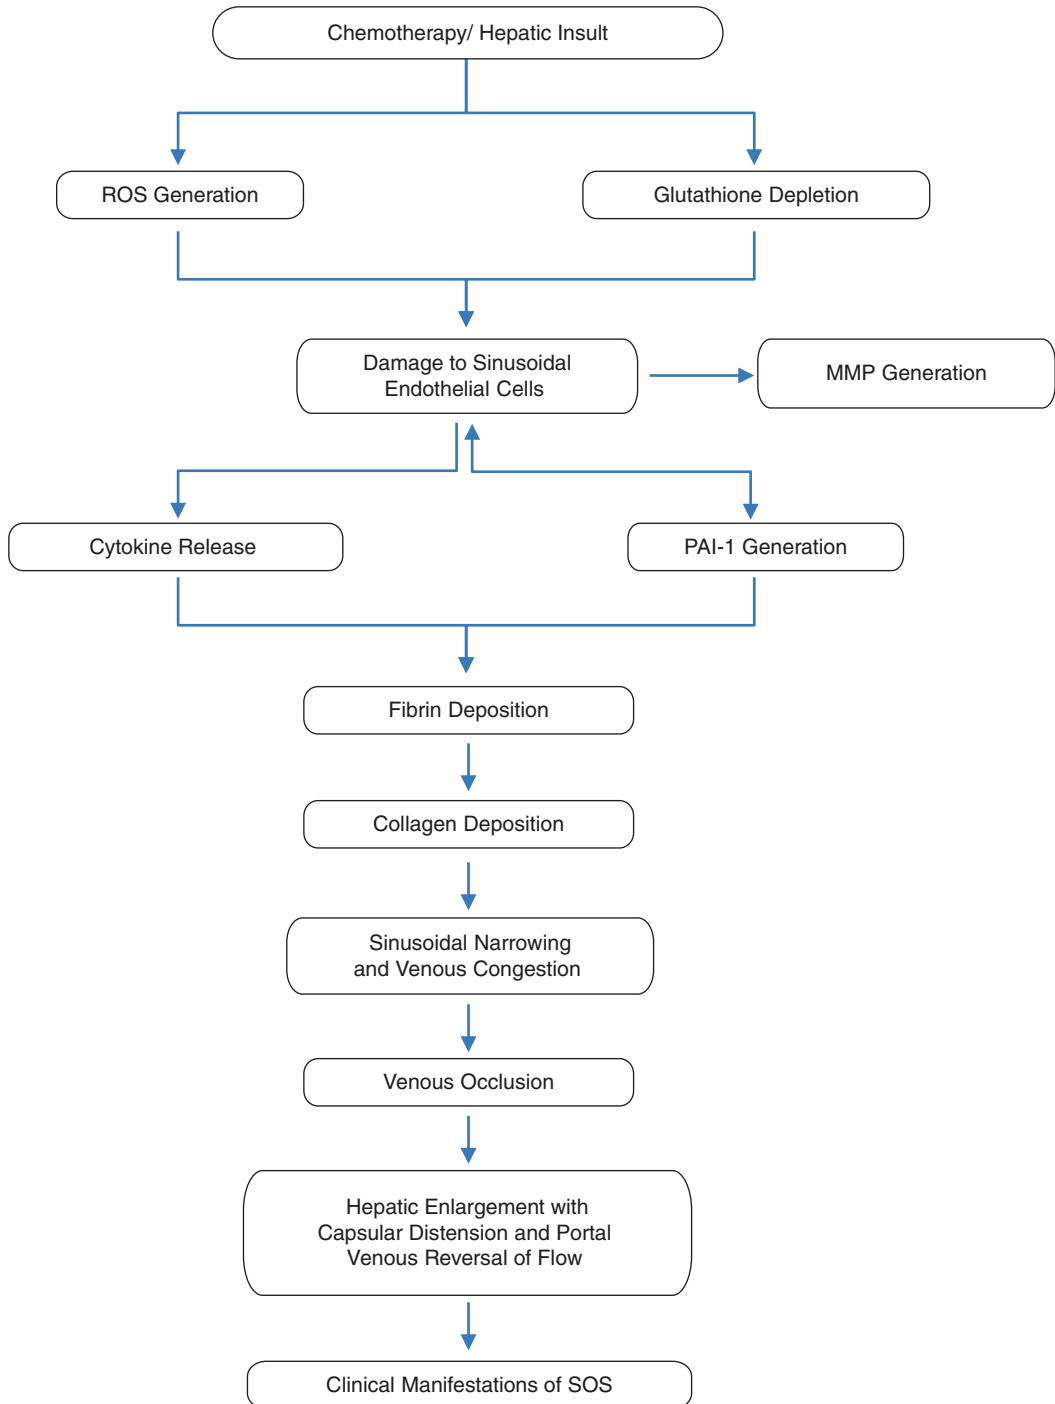 Chemotherapy/ Hepatic Insult
ROS Generation
Glutathione Depletion
Damage to Sinusoidal
Endothelial Cells
MMP Generation
Cytokine Release
PAI-1 Generation
Fibrin Deposition
Collagen Deposition
Sinusoidal Narrowing
and Venous Congestion
Venous Occlusion
Hepatic Enlargement with
Capsular Distension and Portal
Venous Reversal of Flow
Clinical Manifestations of SOS